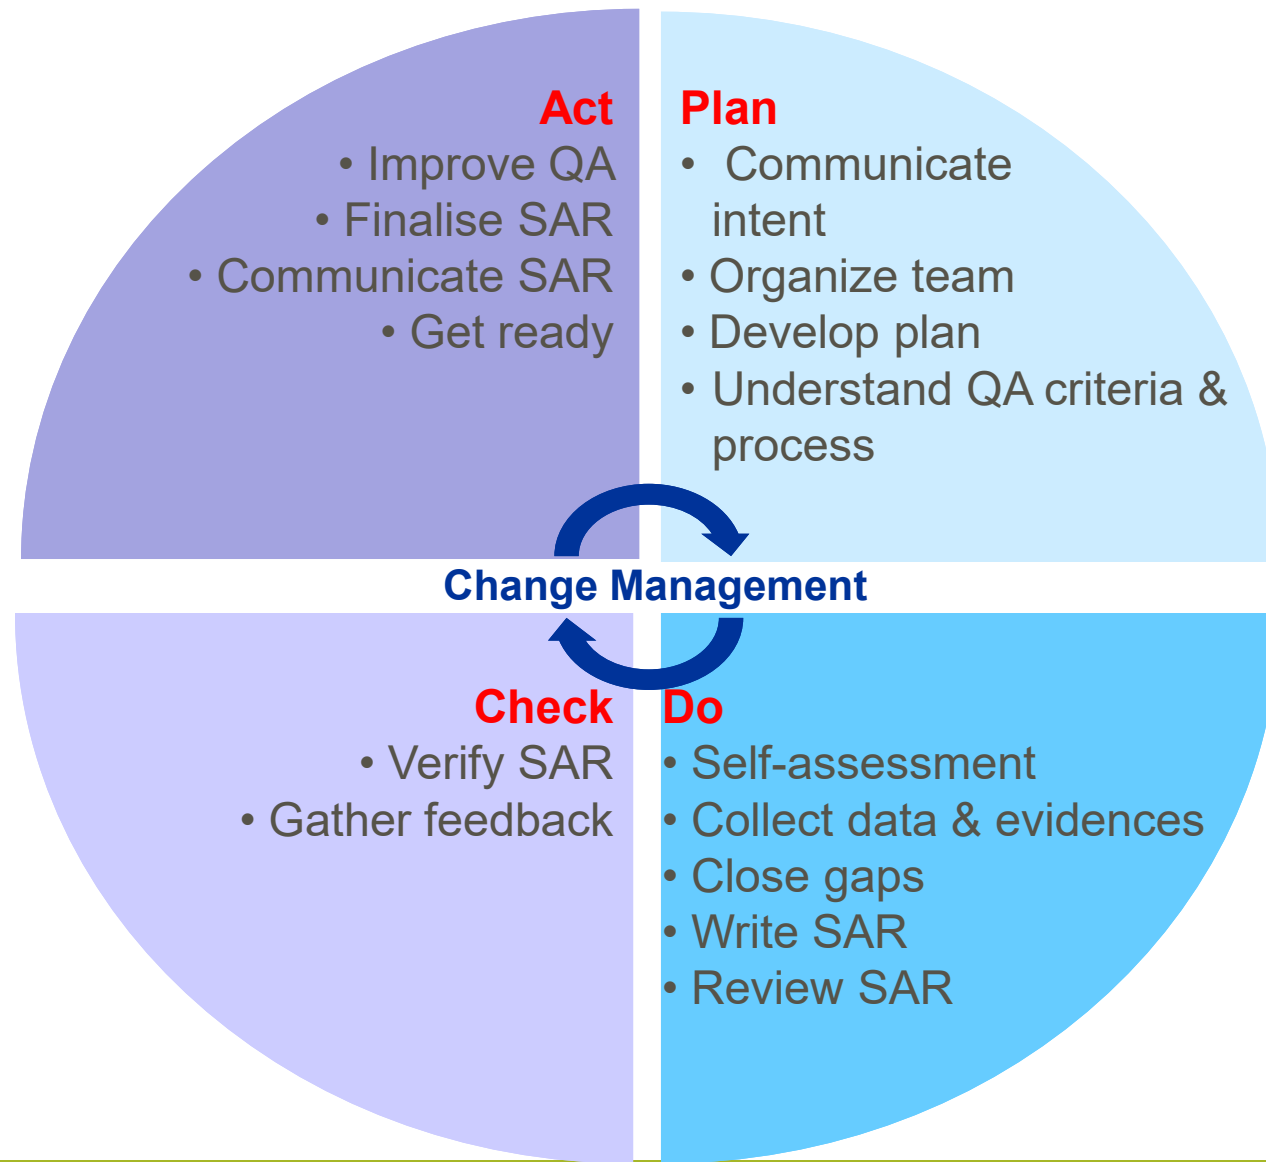 Act
• Improve QA
• Finalise SAR
• Communicate SAR
• Get ready
Plan
• Communicate
intent
• Organize team
• Develop plan
• Understand QA criteria &
process
Change Management
Check
• Verify SAR
• Gather feedback
Do
• Self-assessment
• Collect data & evidences
• Close gaps
• Write SAR
• Review SAR